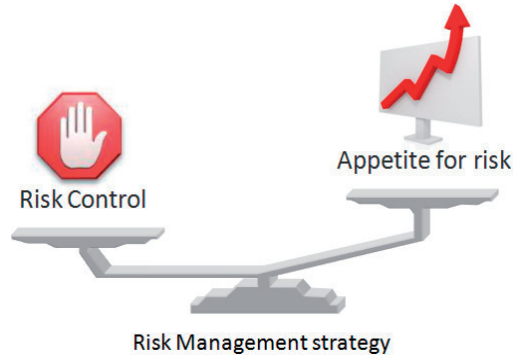 Risk Control
Appetite for risk
Risk Management strategy